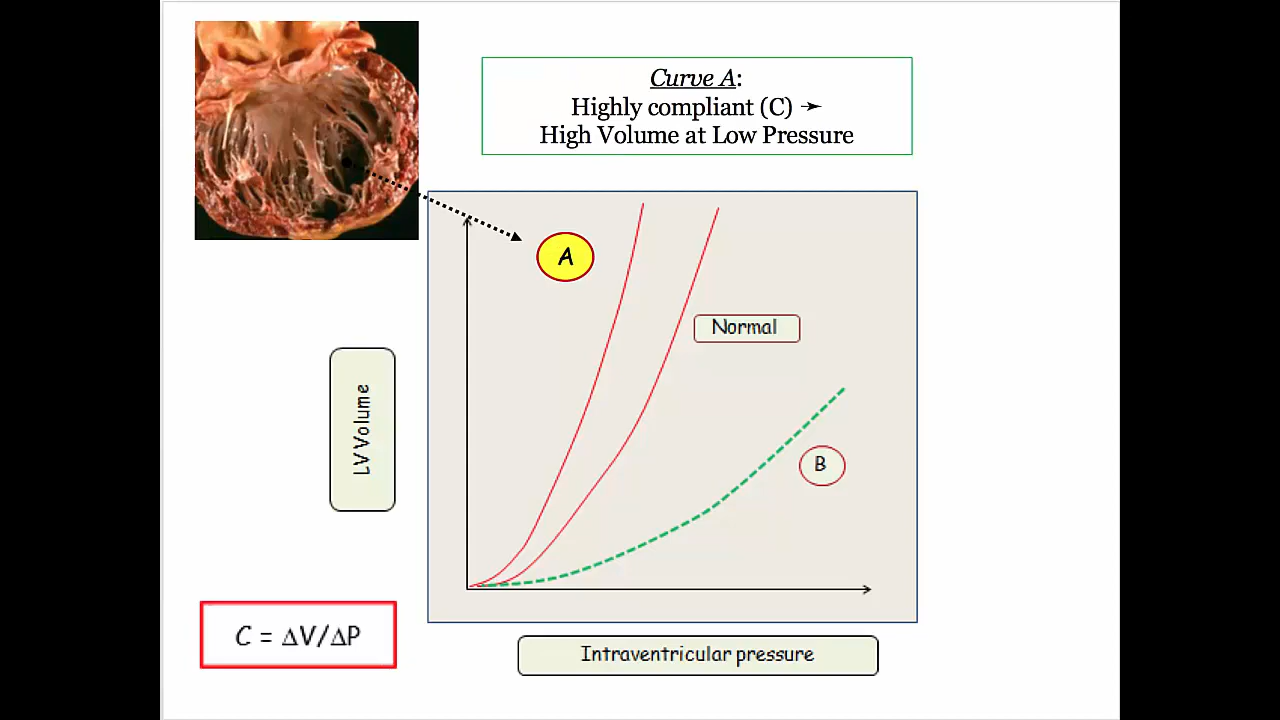 Curve A:
Highly compliant (C) →
High Volume at Low Pressure
A
Normal
LV Volume
B
C = ΔV/ΔP
Intraventricular pressure